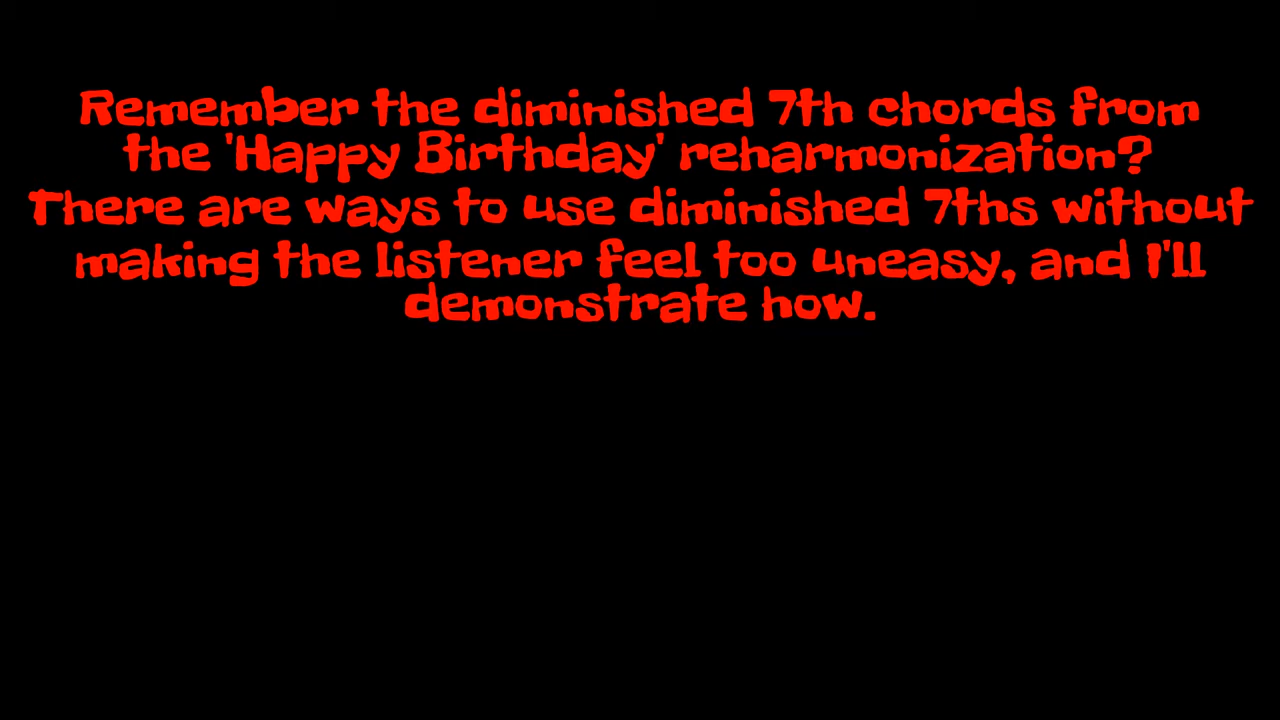 Remember the diminished 7th chords from
the 'Happy Birthday' reharmonization?
There are ways to use diminished 7ths without
making the listener feel too uneasy, and I'll
demonstrate how.